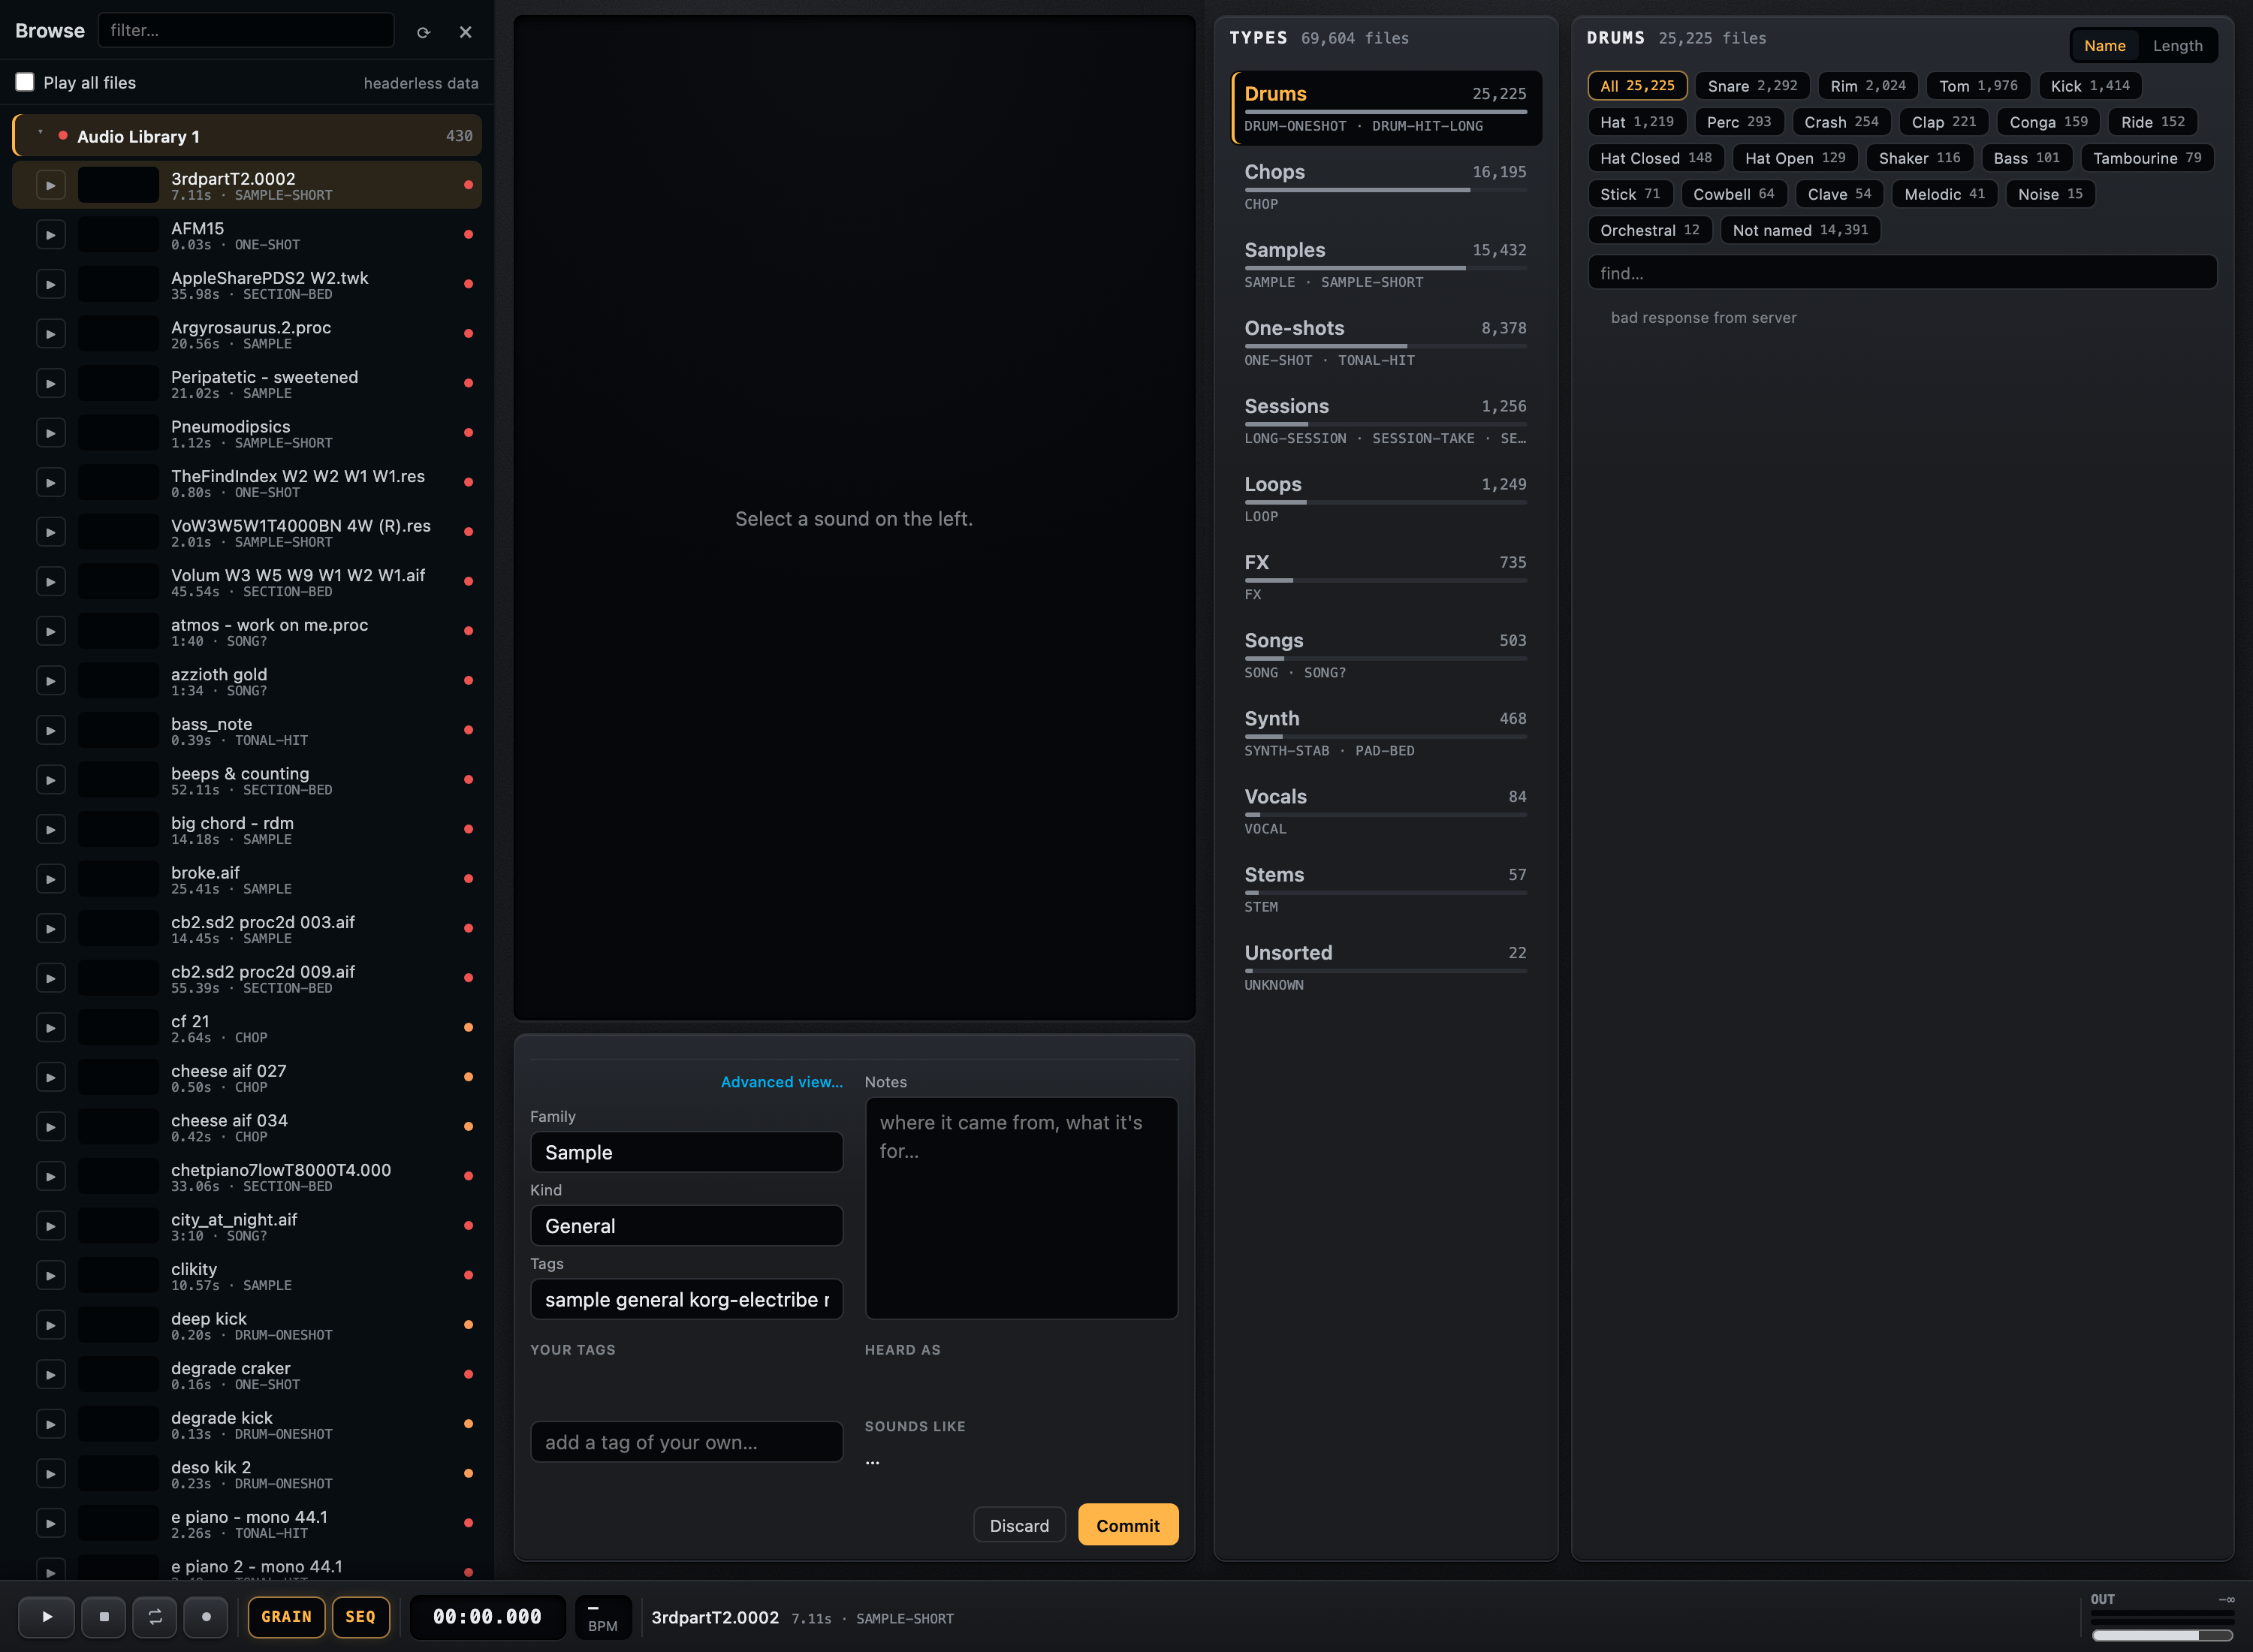 Browse
filter...
Play all files
headerless data
Audio Library 1
430
3rdpartT2.0002
7.11s · SAMPLE-SHORT
AFM15
0.03s · ONE-SHOT
AppleSharePDS2 W2.twk
35.98s · SECTION-BED
Argyrosaurus.2.proc
20.56s · SAMPLE
Peripatetic - sweetened
21.02s · SAMPLE
Pneumodipsics
1.12s · SAMPLE-SHORT
TheFindIndex W2 W2 W1 W1.res
0.80s · ONE-SHOT
VoW3W5W1T4000BN 4W (R).res
2.01s · SAMPLE-SHORT
Volum W3 W5 W9 W1 W2 W1.aif
45.54s · SECTION-BED
atmos - work on me.proc
1:40 · SONG?
azzioth gold
1:34 · SONG?
bass_note
0.39s · TONAL-HIT
beeps & counting
52.11s · SECTION-BED
big chord - rdm
14.18s · SAMPLE
broke.aif
25.41s · SAMPLE
cb2.sd2 proc2d 003.aif
14.45s · SAMPLE
cb2.sd2 proc2d 009.aif
55.39s · SECTION-BED
cf 21
2.64s · CHOP
cheese aif 027
0.50s · CHOP
cheese aif 034
0.42s · CHOP
chetpiano7lowT8000T4.000
33.06s · SECTION-BED
city_at_night.aif
3:10 · SONG?
clikity
10.57s · SAMPLE
deep kick
0.20s · DRUM-ONESHOT
degrade craker
0.16s · ONE-SHOT
degrade kick
0.13s · DRUM-ONESHOT
deso kik 2
0.23s · DRUM-ONESHOT
e piano - mono 44.1
2.26s · TONAL-HIT
e piano 2 - mono 44.1
Select a sound on the left.
Advanced view...
Family
Sample
Kind
General
Tags
sample general korg-electribe r
YOUR TAGS
add a tag of your own...
Notes
where it came from, what it's
for...
HEARD AS
SOUNDS LIKE
...
Discard
Commit
TYPES 69,604 files
Drums 25,225
DRUM-ONESHOT · DRUM-HIT-LONG
Chops 16,195
CHOP
Samples 15,432
SAMPLE · SAMPLE-SHORT
One-shots 8,378
ONE-SHOT · TONAL-HIT
Sessions 1,256
LONG-SESSION · SESSION-TAKE · SE…
Loops 1,249
LOOP
FX 735
FX
Songs 503
SONG · SONG?
Synth 468
SYNTH-STAB · PAD-BED
Vocals 84
VOCAL
Stems 57
STEM
Unsorted 22
UNKNOWN
DRUMS 25,225 files
Name Length
All 25,225 Snare 2,292 Rim 2,024 Tom 1,976 Kick 1,414
Hat 1,219 Perc 293 Crash 254 Clap 221 Conga 159 Ride 152
Hat Closed 148 Hat Open 129 Shaker 116 Bass 101 Tambourine 79
Stick 71 Cowbell 64 Clave 54 Melodic 41 Noise 15
Orchestral 12 Not named 14,391
find...
bad response from server
GRAIN SEQ
00:00.000
–
BPM
3rdpartT2.0002 7.11s · SAMPLE-SHORT
OUT -∞